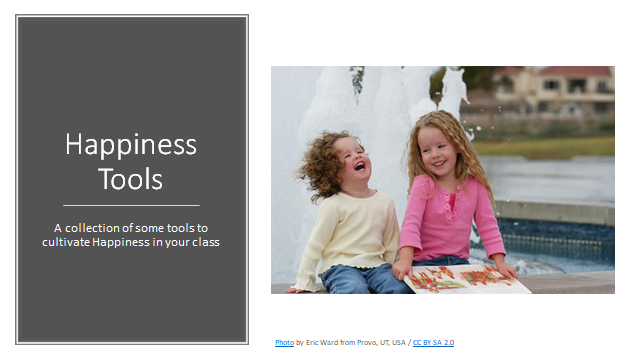 Happiness
Tools
A collection of some tools to
cultivate Happiness in your class
Photo by Eric Ward from Provo, UT, USA / CC BY SA 2.0